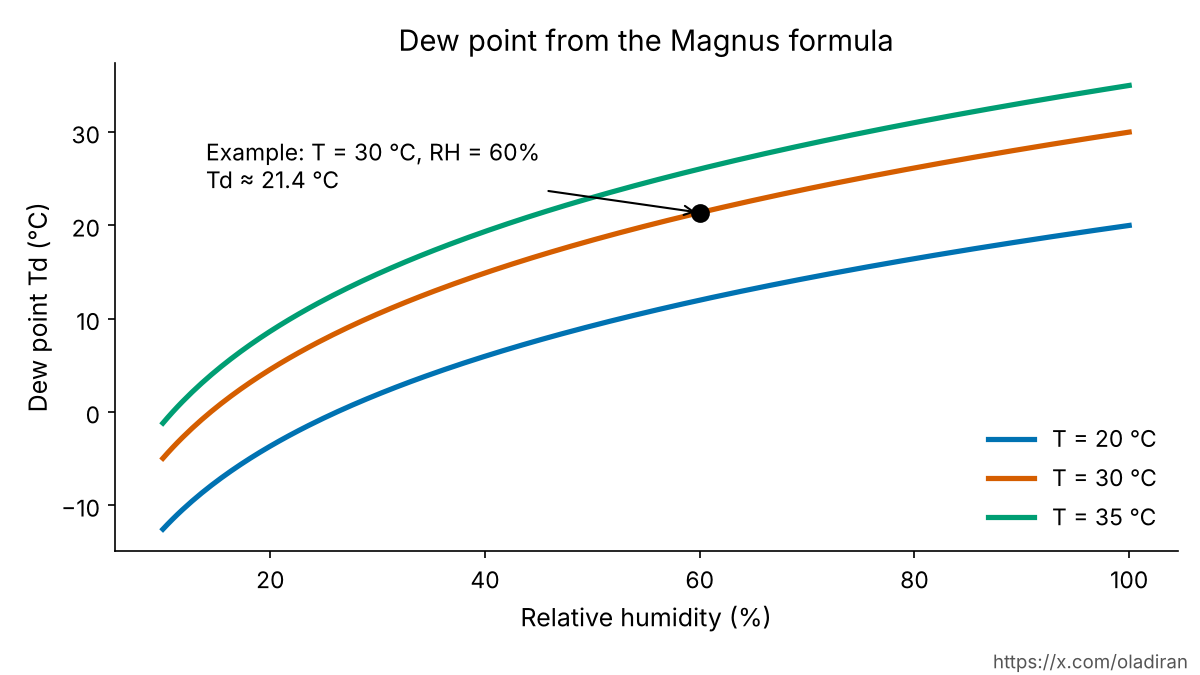 Dew point from the Magnus formula
Dew point Td (°C)
30
20
10
0
−10
Example: T = 30 °C, RH = 60%
Td ≈ 21.4 °C
T = 20 °C
T = 30 °C
T = 35 °C
20 40 60 80 100
Relative humidity (%)
https://x.com/oladiran